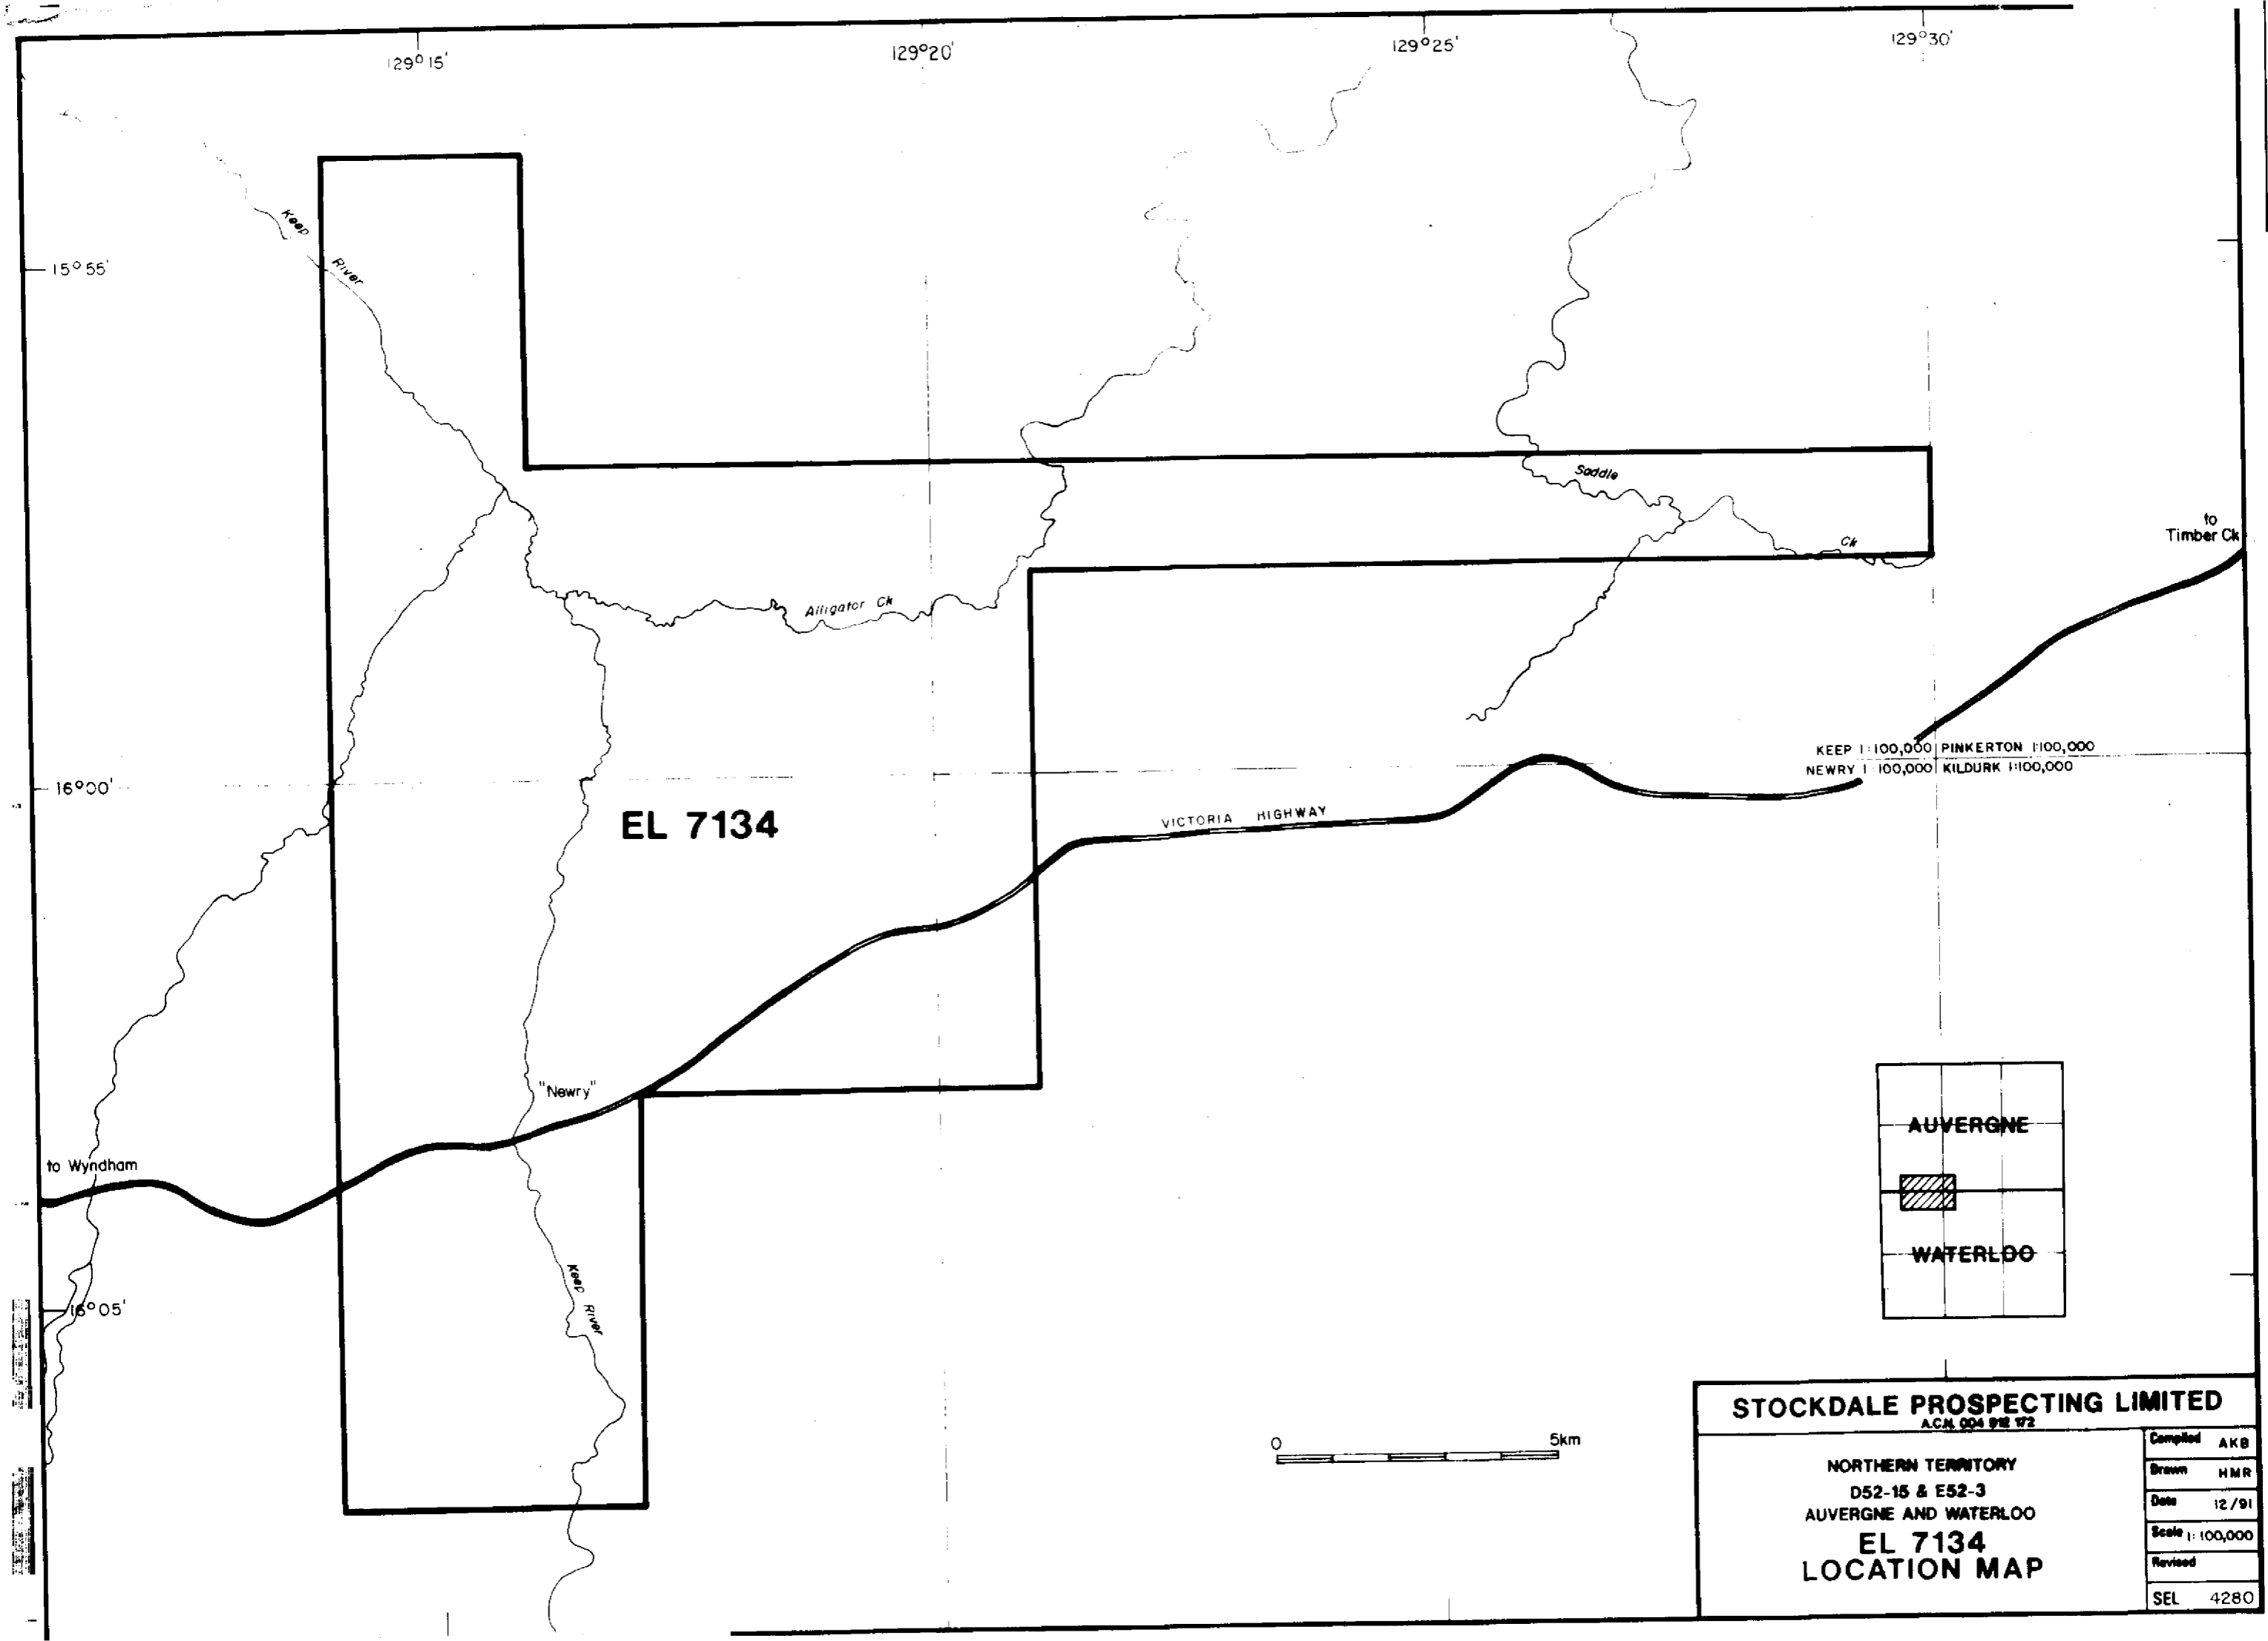 129°15'
129°20'
129°25'
129°30'
Keep
River
15°55'
Saddle
Ck
to
Timber Ck
Alligator Ck
KEEP 1:100,000 PINKERTON 1:100,000
NEWRY 1:100,000 KILDURK 1:100,000
16°00'
EL 7134
VICTORIA HIGHWAY
"Newry"
to Wyndham
AUVERGNE
WATERLOO
Keep River
16°05'
0 5km
STOCKDALE PROSPECTING LIMITED
A.C.N. 004 912 172
NORTHERN TERRITORY
D52-15 & E52-3
AUVERGNE AND WATERLOO
EL 7134
LOCATION MAP
Compiled AKB
Drawn HMR
Date 12/91
Scale 1:100,000
Revised
SEL 4280